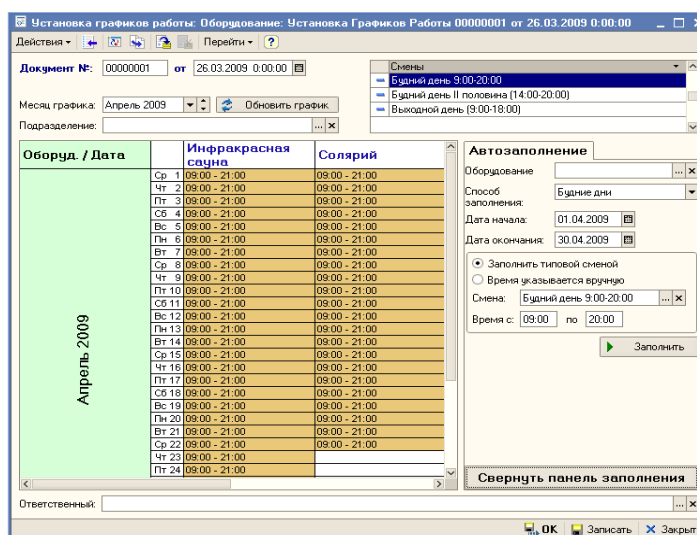 Установка графиков работы: Оборудование: Установка Графиков Работы 00000001 от 26.03.2009 0:00:00
Действия Перейти ?
Документ №: 00000001 от 26.03.2009 0:00:00
Месяц графика: Апрель 2009 Обновить график
Подразделение: ... x
Смены
Будний день 9:00-20:00
Будний день II половина (14:00-20:00)
Выходной день (9:00-18:00)
Оборуд. / Дата Инфракрасная сауна Солярий
Апрель 2009
Ср 1 09:00 - 21:00 09:00 - 21:00
Чт 2 09:00 - 21:00 09:00 - 21:00
Пт 3 09:00 - 21:00 09:00 - 21:00
Сб 4 09:00 - 21:00 09:00 - 21:00
Вс 5 09:00 - 21:00 09:00 - 21:00
Пн 6 09:00 - 21:00 09:00 - 21:00
Вт 7 09:00 - 21:00 09:00 - 21:00
Ср 8 09:00 - 21:00 09:00 - 21:00
Чт 9 09:00 - 21:00 09:00 - 21:00
Пт 10 09:00 - 21:00 09:00 - 21:00
Сб 11 09:00 - 21:00 09:00 - 21:00
Вс 12 09:00 - 21:00 09:00 - 21:00
Пн 13 09:00 - 21:00 09:00 - 21:00
Вт 14 09:00 - 21:00 09:00 - 21:00
Ср 15 09:00 - 21:00 09:00 - 21:00
Чт 16 09:00 - 21:00 09:00 - 21:00
Пт 17 09:00 - 21:00 09:00 - 21:00
Сб 18 09:00 - 21:00 09:00 - 21:00
Вс 19 09:00 - 21:00 09:00 - 21:00
Пн 20 09:00 - 21:00 09:00 - 21:00
Вт 21 09:00 - 21:00 09:00 - 21:00
Ср 22 09:00 - 21:00 09:00 - 21:00
Чт 23 09:00 - 21:00
Пт 24 09:00 - 21:00
Автозаполнение
Оборудование ... x
Способ заполнения: Будние дни
Дата начала: 01.04.2009
Дата окончания: 30.04.2009
Заполнить типовой сменой
Время указывается вручную
Смена: Будний день 9:00-20:00 ... x
Время с: 09:00 по 20:00
Заполнить
Свернуть панель заполнения
Ответственный: ... x
OK Записать Закрыт